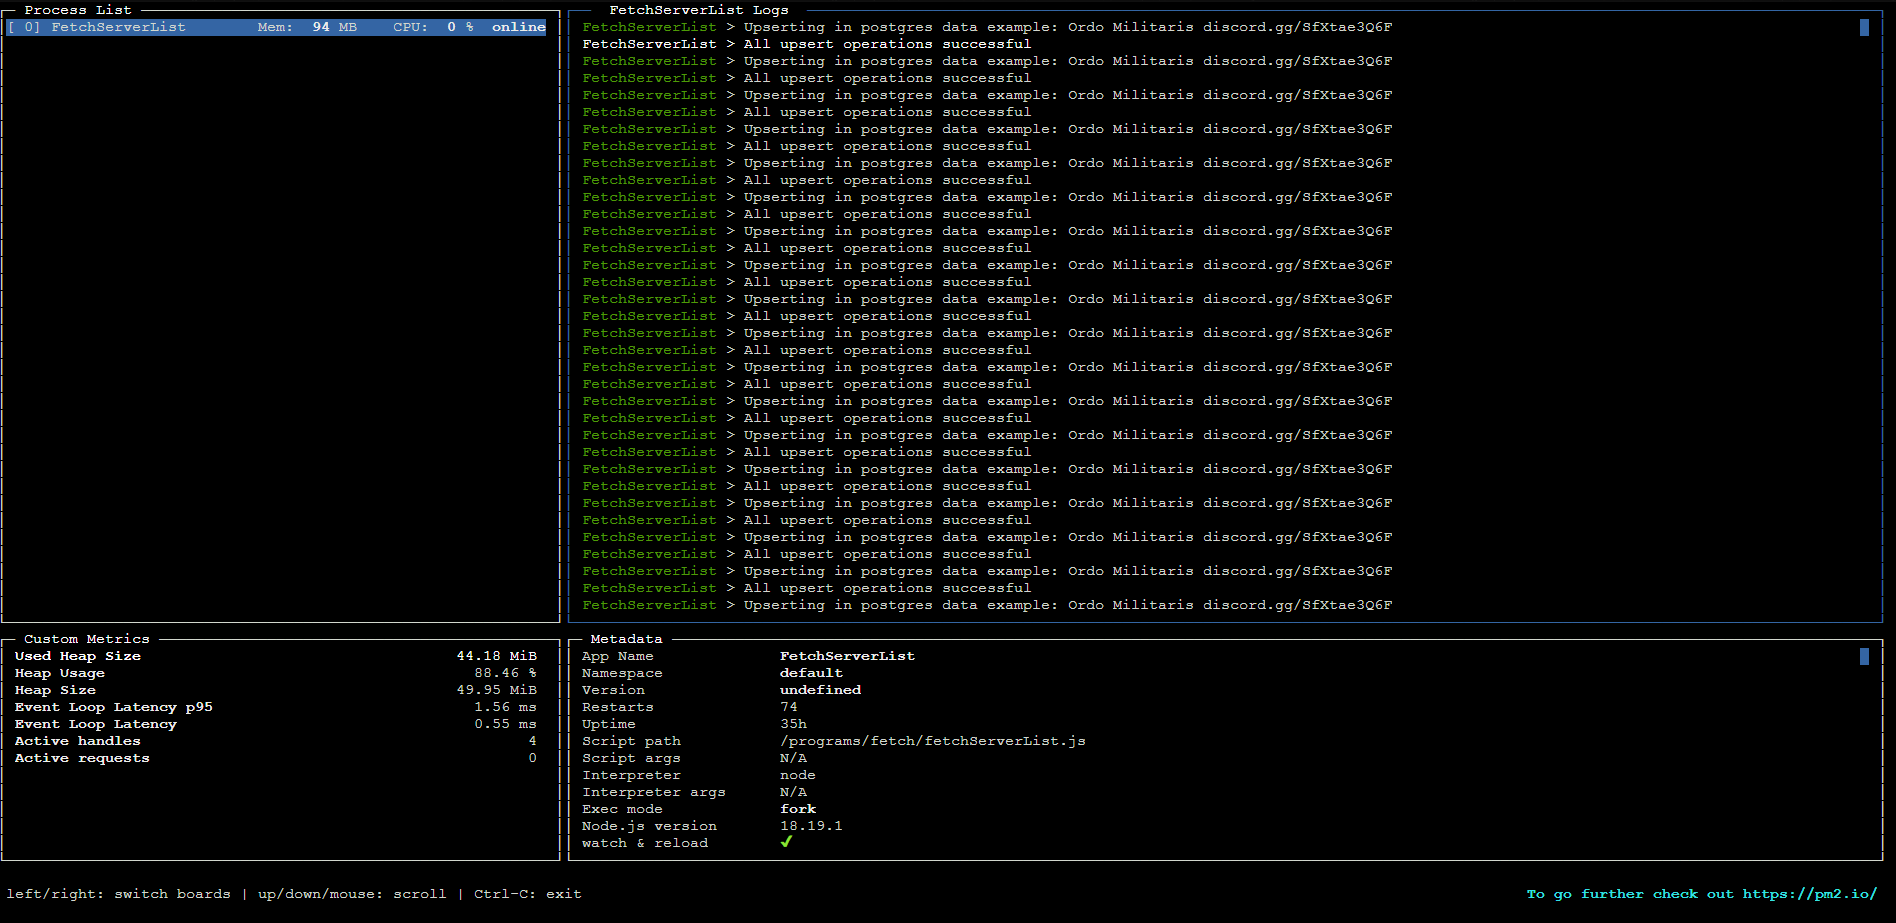 Process List
[ 0] FetchServerList Mem: 94 MB CPU: 0 % online
FetchServerList Logs
FetchServerList > Upserting in postgres data example: Ordo Militaris discord.gg/SfXtae3Q6F
FetchServerList > All upsert operations successful
FetchServerList > Upserting in postgres data example: Ordo Militaris discord.gg/SfXtae3Q6F
FetchServerList > All upsert operations successful
FetchServerList > Upserting in postgres data example: Ordo Militaris discord.gg/SfXtae3Q6F
FetchServerList > All upsert operations successful
FetchServerList > Upserting in postgres data example: Ordo Militaris discord.gg/SfXtae3Q6F
FetchServerList > All upsert operations successful
FetchServerList > Upserting in postgres data example: Ordo Militaris discord.gg/SfXtae3Q6F
FetchServerList > All upsert operations successful
FetchServerList > Upserting in postgres data example: Ordo Militaris discord.gg/SfXtae3Q6F
FetchServerList > All upsert operations successful
FetchServerList > Upserting in postgres data example: Ordo Militaris discord.gg/SfXtae3Q6F
FetchServerList > All upsert operations successful
FetchServerList > Upserting in postgres data example: Ordo Militaris discord.gg/SfXtae3Q6F
FetchServerList > All upsert operations successful
FetchServerList > Upserting in postgres data example: Ordo Militaris discord.gg/SfXtae3Q6F
FetchServerList > All upsert operations successful
FetchServerList > Upserting in postgres data example: Ordo Militaris discord.gg/SfXtae3Q6F
FetchServerList > All upsert operations successful
FetchServerList > Upserting in postgres data example: Ordo Militaris discord.gg/SfXtae3Q6F
FetchServerList > All upsert operations successful
FetchServerList > Upserting in postgres data example: Ordo Militaris discord.gg/SfXtae3Q6F
FetchServerList > All upsert operations successful
FetchServerList > Upserting in postgres data example: Ordo Militaris discord.gg/SfXtae3Q6F
FetchServerList > All upsert operations successful
FetchServerList > Upserting in postgres data example: Ordo Militaris discord.gg/SfXtae3Q6F
FetchServerList > All upsert operations successful
FetchServerList > Upserting in postgres data example: Ordo Militaris discord.gg/SfXtae3Q6F
FetchServerList > All upsert operations successful
FetchServerList > Upserting in postgres data example: Ordo Militaris discord.gg/SfXtae3Q6F
FetchServerList > All upsert operations successful
FetchServerList > Upserting in postgres data example: Ordo Militaris discord.gg/SfXtae3Q6F
FetchServerList > All upsert operations successful
FetchServerList > Upserting in postgres data example: Ordo Militaris discord.gg/SfXtae3Q6F
Custom Metrics
Used Heap Size 44.18 MiB
Heap Usage 88.46 %
Heap Size 49.95 MiB
Event Loop Latency p95 1.56 ms
Event Loop Latency 0.55 ms
Active handles 4
Active requests 0
Metadata
App Name FetchServerList
Namespace default
Version undefined
Restarts 74
Uptime 35h
Script path /programs/fetch/fetchServerList.js
Script args N/A
Interpreter node
Interpreter args N/A
Exec mode fork
Node.js version 18.19.1
watch & reload ✔
left/right: switch boards | up/down/mouse: scroll | Ctrl-C: exit
To go further check out https://pm2.io/